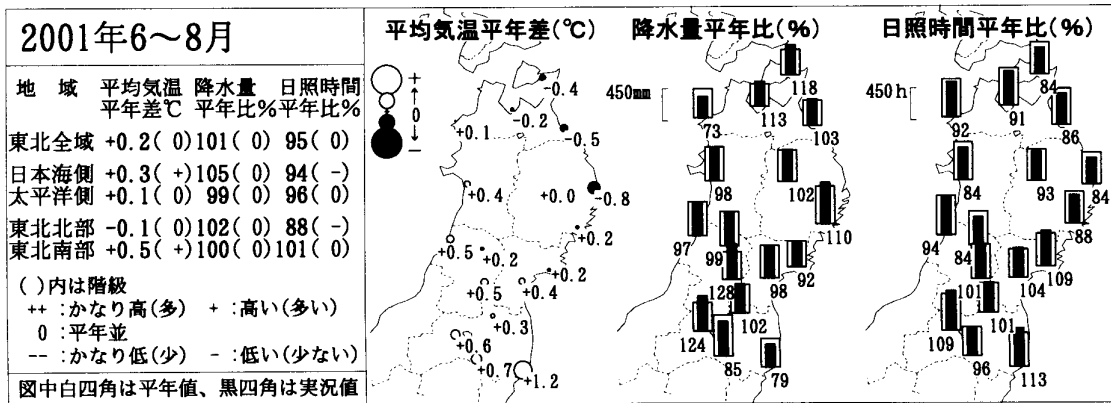 2001年6～8月
地　域　平均気温 降水量 日照時間
平年差℃ 平年比% 平年比%
東北全域 +0.2( 0)101( 0) 95( 0)
日本海側 +0.3( +)105( 0) 94( -)
太平洋側 +0.1( 0) 99( 0) 96( 0)
東北北部 -0.1( 0)102( 0) 88( -)
東北南部 +0.5( +)100( 0)101( 0)
( )内は階級
++ :かなり高(多) + :高い(多い)
0 :平年並
-- :かなり低(少) - :低い(少ない)
図中白四角は平年値、黒四角は実況値
平均気温平年差(℃)
+
0
-
-0.4
-0.2
+0.1
-0.5
+0.4
+0.0
-0.8
+0.2
+0.5
+0.2
+0.2
+0.5
+0.4
+0.3
+0.6
+0.7
+1.2
降水量平年比(%)
450mm
118
73
113
103
98
102
110
97
99
92
128
98
102
124
85
79
日照時間平年比(%)
450h
84
92
91
86
84
93
84
88
94
84
109
101
104
101
109
96
113